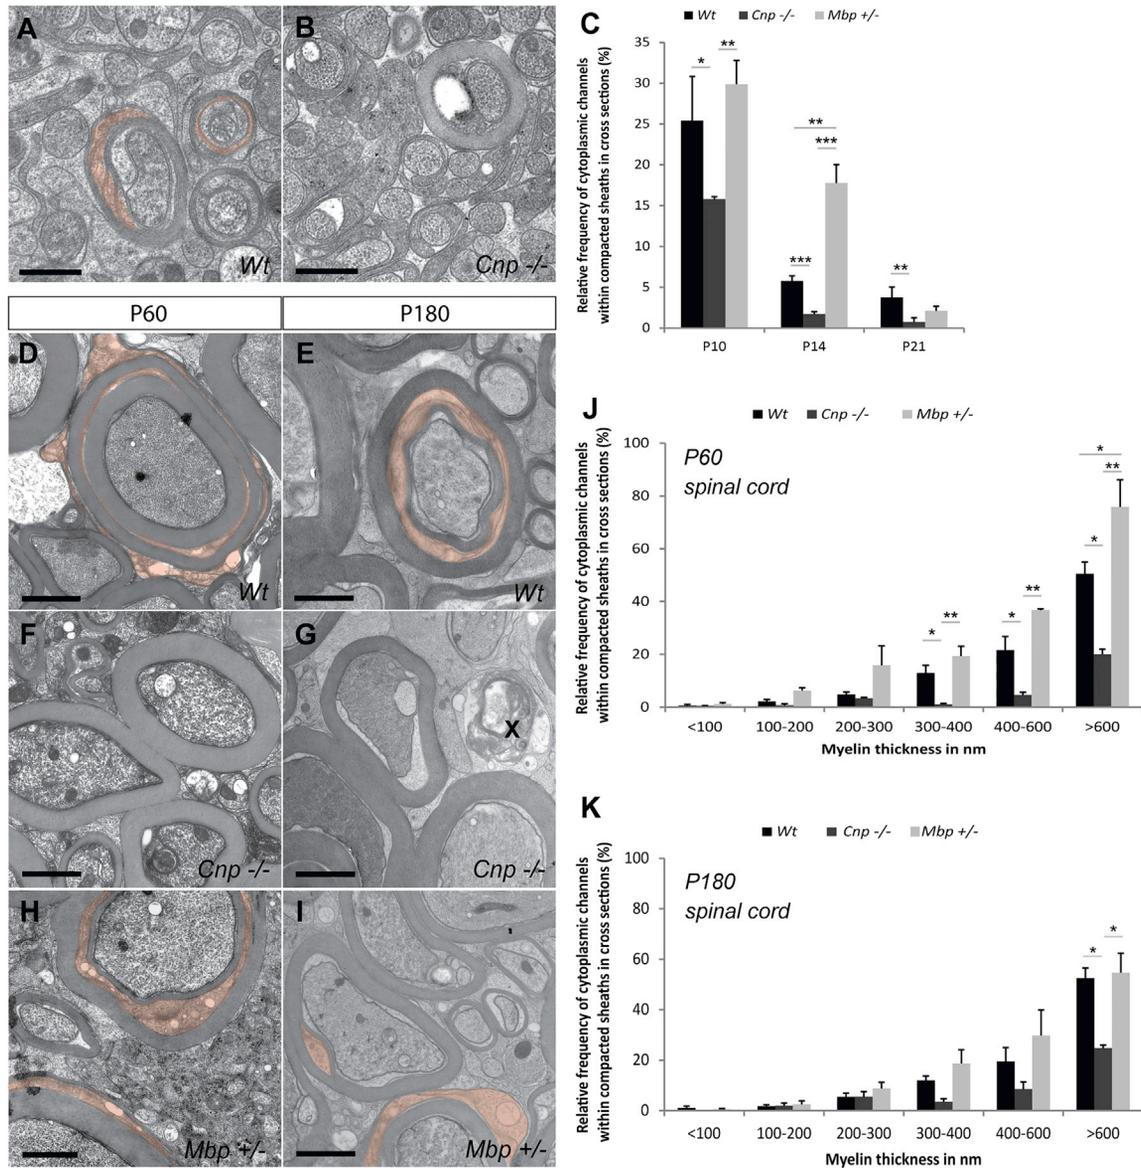 A
Wt
B
Cnp -/-
C
Wt Cnp -/- Mbp +/-
Relative frequency of cytoplasmic channels
within compacted sheaths in cross sections (%)
35
30
25
20
15
10
5
0
* **
*** ** ***
**
P10 P14 P21
P60 P180
D
Wt
E
Wt
F
Cnp -/-
G
X
Cnp -/-
H
Mbp +/-
I
Mbp +/-
J
Wt Cnp -/- Mbp +/-
P60
spinal cord
Relative frequency of cytoplasmic channels
within compacted sheaths in cross sections (%)
100
80
60
40
20
0
* **
* **
* * **
<100 100-200 200-300 300-400 400-600 >600
Myelin thickness in nm
K
Wt Cnp -/- Mbp +/-
P180
spinal cord
Relative frequency of cytoplasmic channels
within compacted sheaths in cross sections (%)
100
80
60
40
20
0
* *
<100 100-200 200-300 300-400 400-600 >600
Myelin thickness in nm